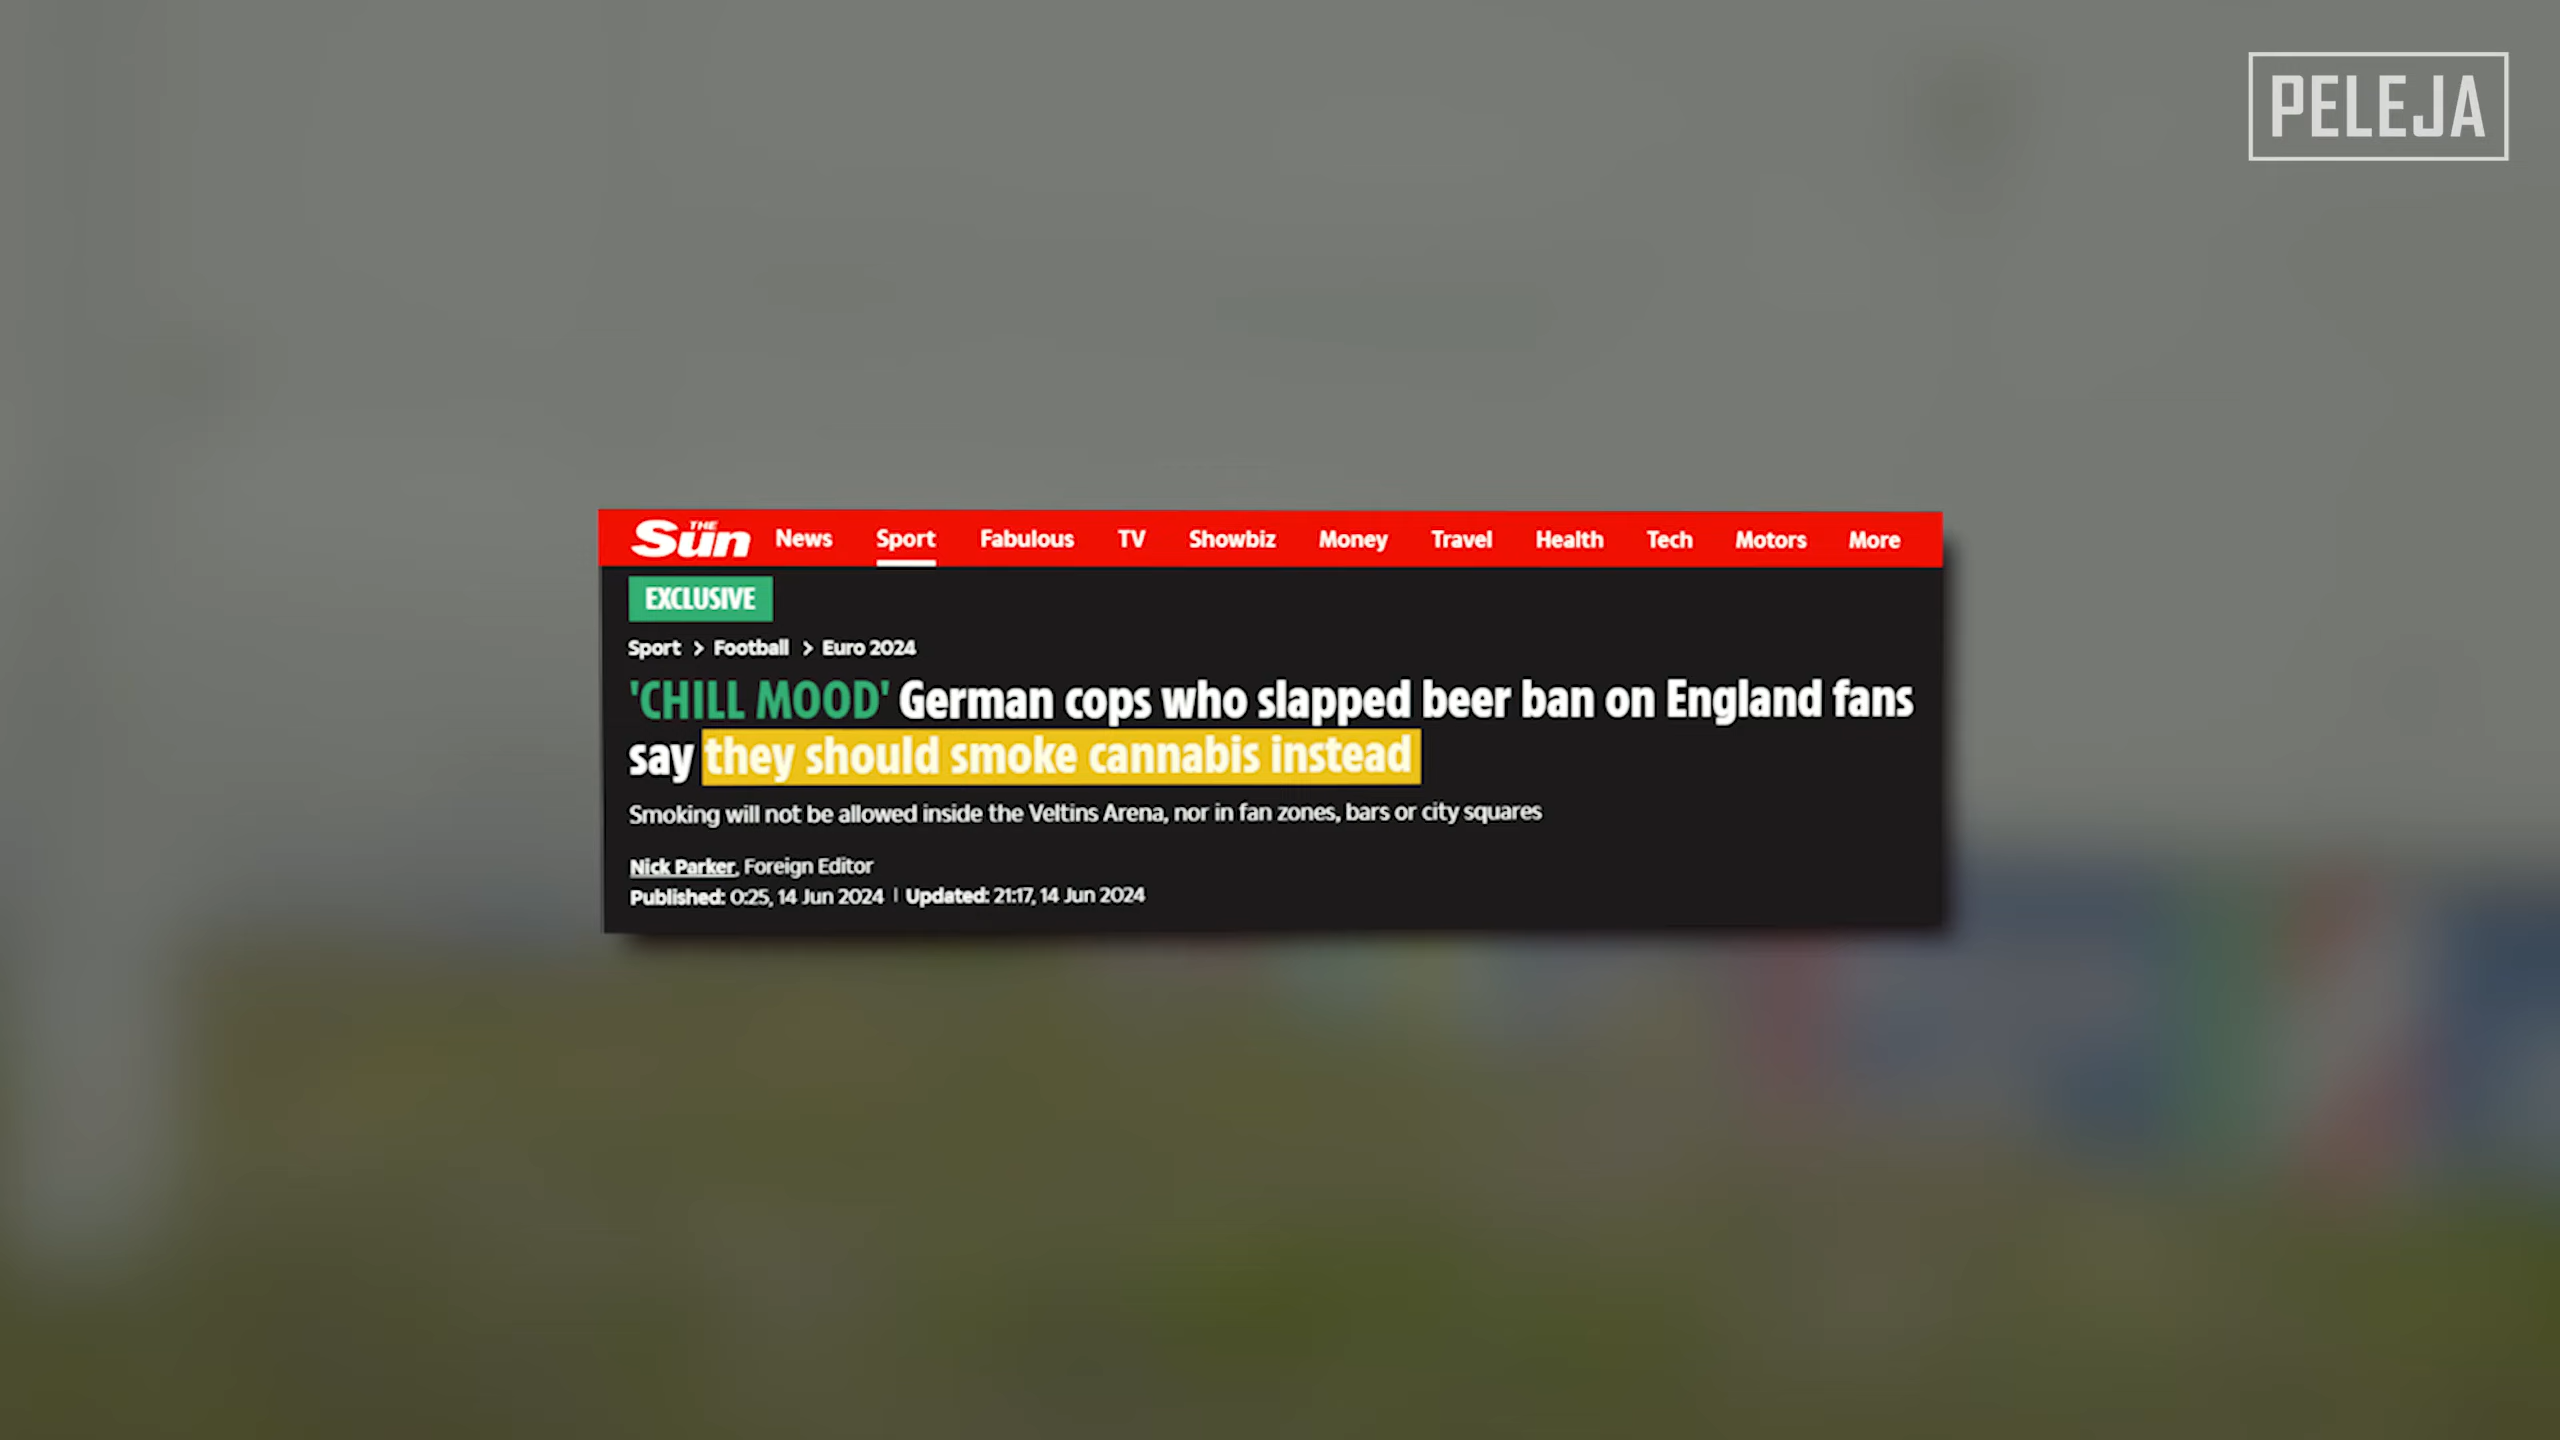 PELEJA
THE Sun News Sport Fabulous TV Showbiz Money Travel Health Tech Motors More
EXCLUSIVE
Sport > Football > Euro 2024
'CHILL MOOD' German cops who slapped beer ban on England fans
say they should smoke cannabis instead
Smoking will not be allowed inside the Veltins Arena, nor in fan zones, bars or city squares
Nick Parker, Foreign Editor
Published: 0:25, 14 Jun 2024 | Updated: 21:17, 14 Jun 2024